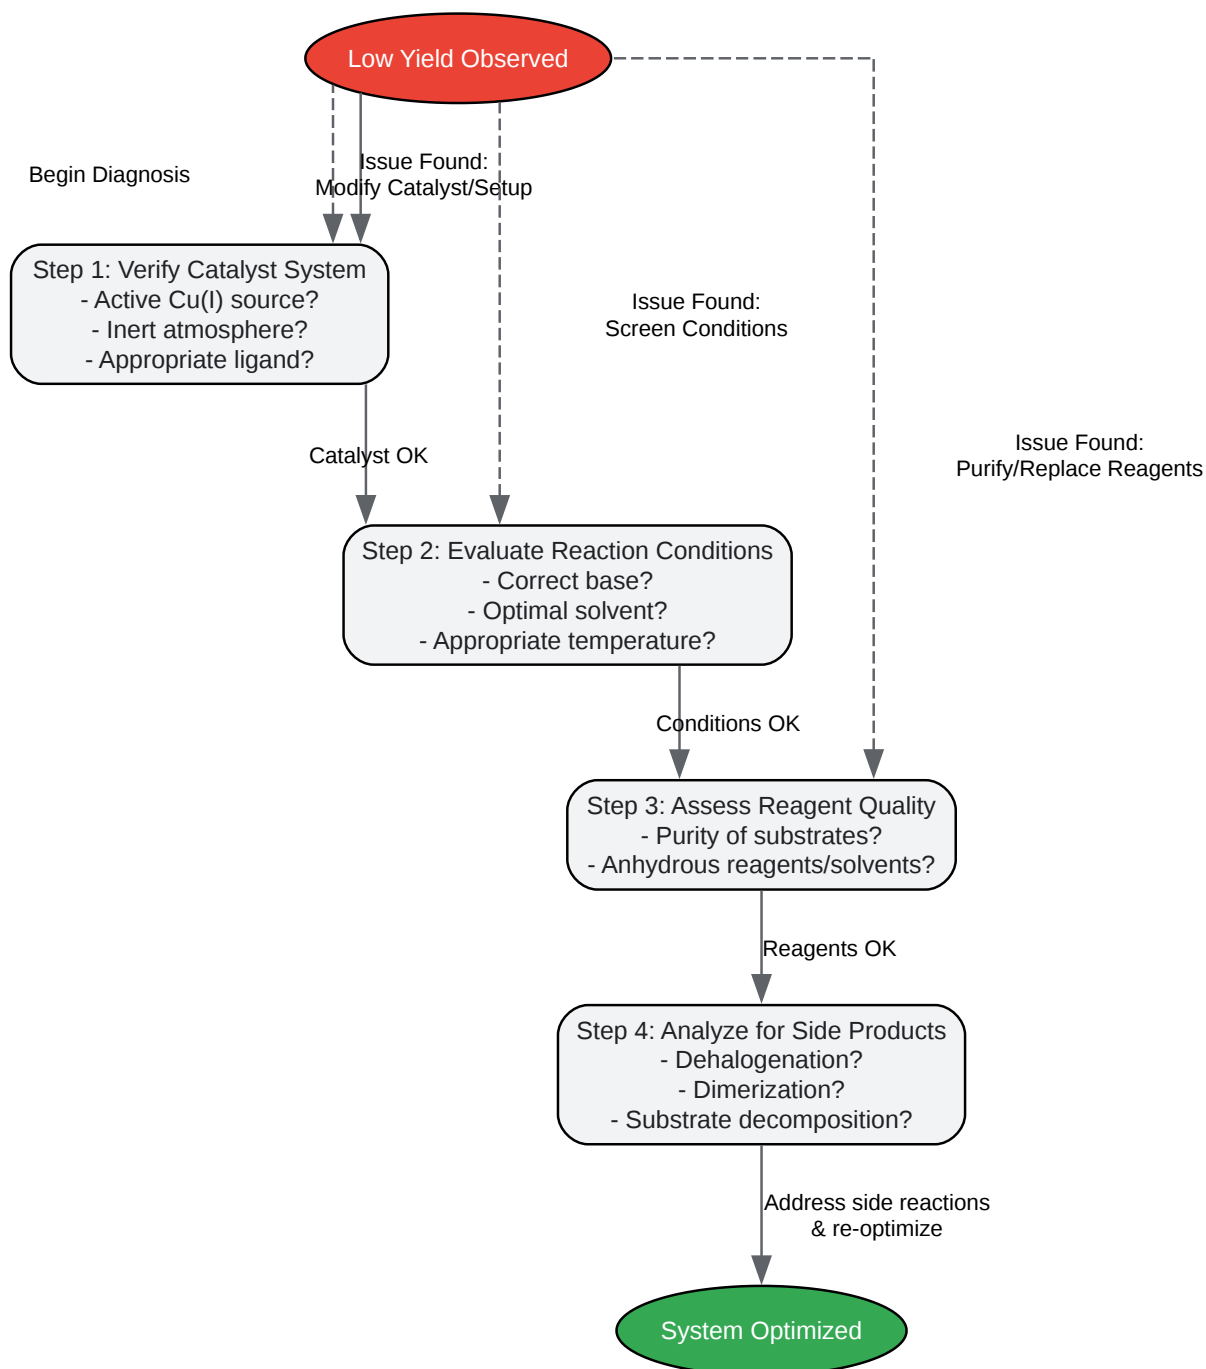 Low Yield Observed
Begin Diagnosis
Issue Found:
Modify Catalyst/Setup
Step 1: Verify Catalyst System
- Active Cu(I) source?
- Inert atmosphere?
- Appropriate ligand?
Issue Found:
Screen Conditions
Catalyst OK
Issue Found:
Purify/Replace Reagents
Step 2: Evaluate Reaction Conditions
- Correct base?
- Optimal solvent?
- Appropriate temperature?
Conditions OK
Step 3: Assess Reagent Quality
- Purity of substrates?
- Anhydrous reagents/solvents?
Reagents OK
Step 4: Analyze for Side Products
- Dehalogenation?
- Dimerization?
- Substrate decomposition?
Address side reactions
& re-optimize
System Optimized